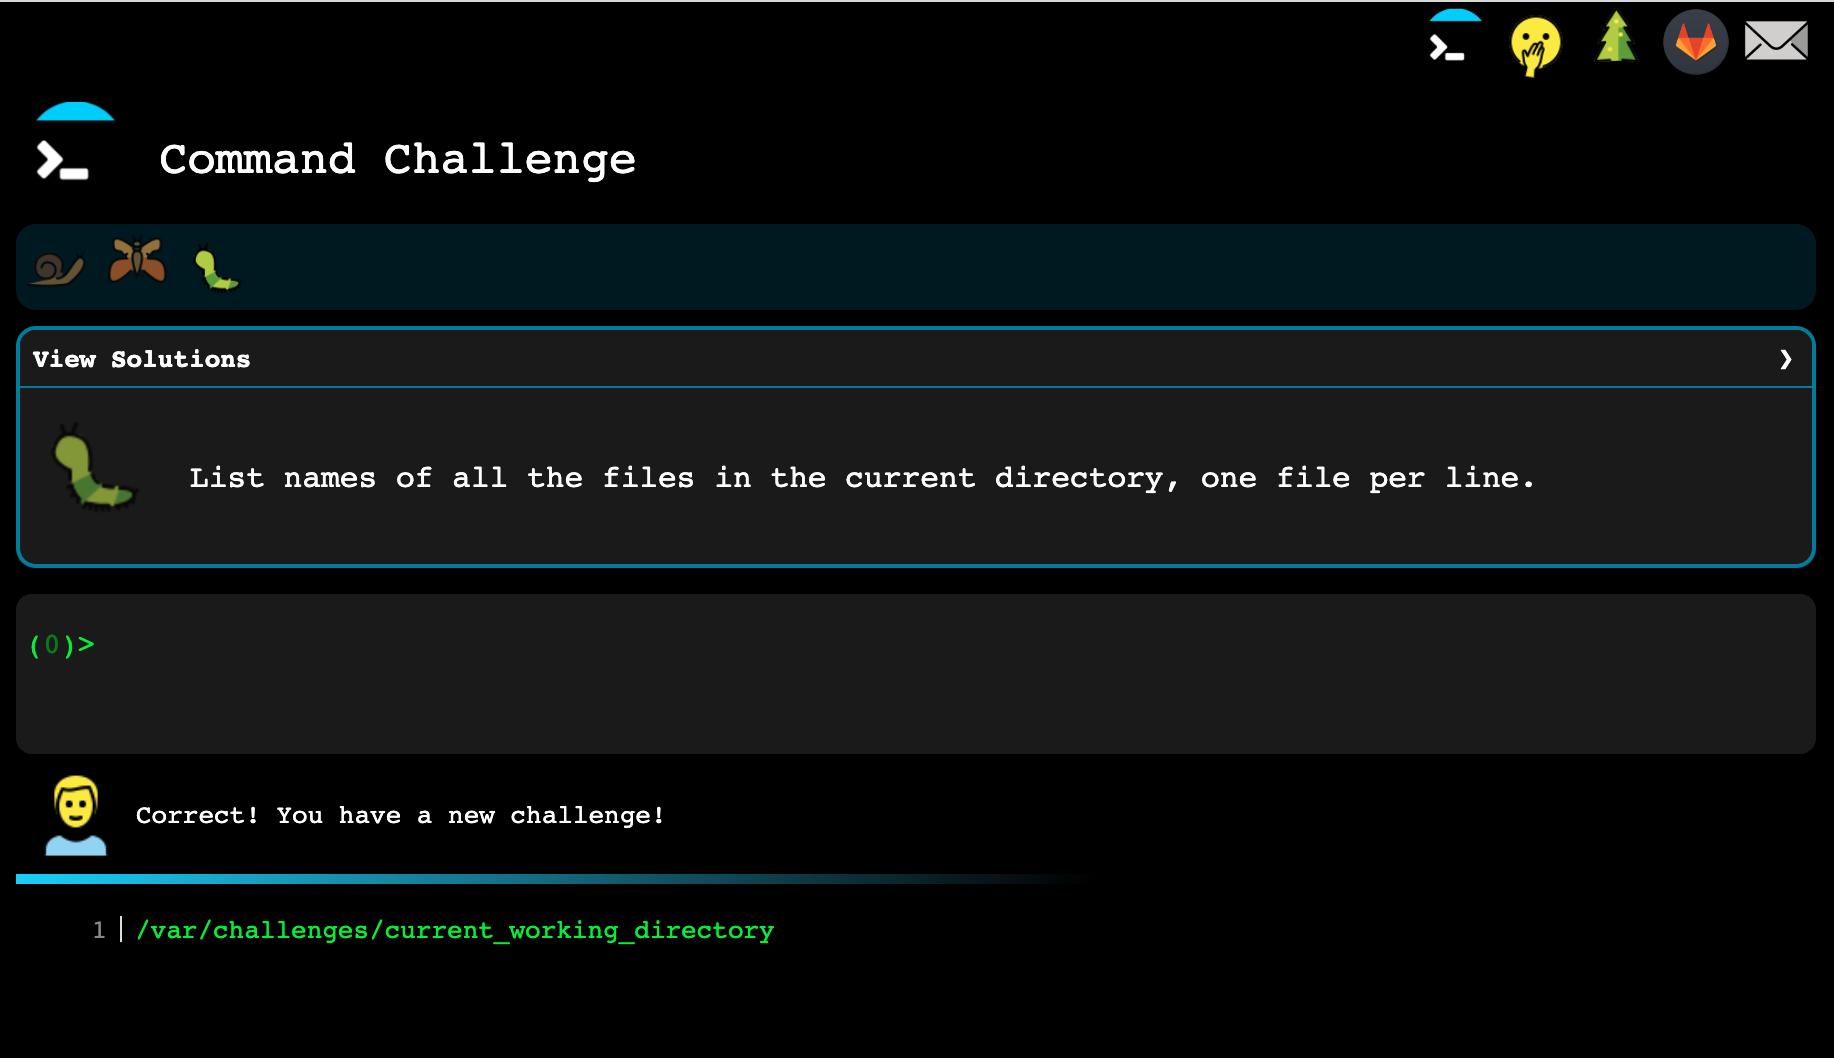 Command Challenge
View Solutions ❯
List names of all the files in the current directory, one file per line.
(0)>
Correct! You have a new challenge!
1 /var/challenges/current_working_directory